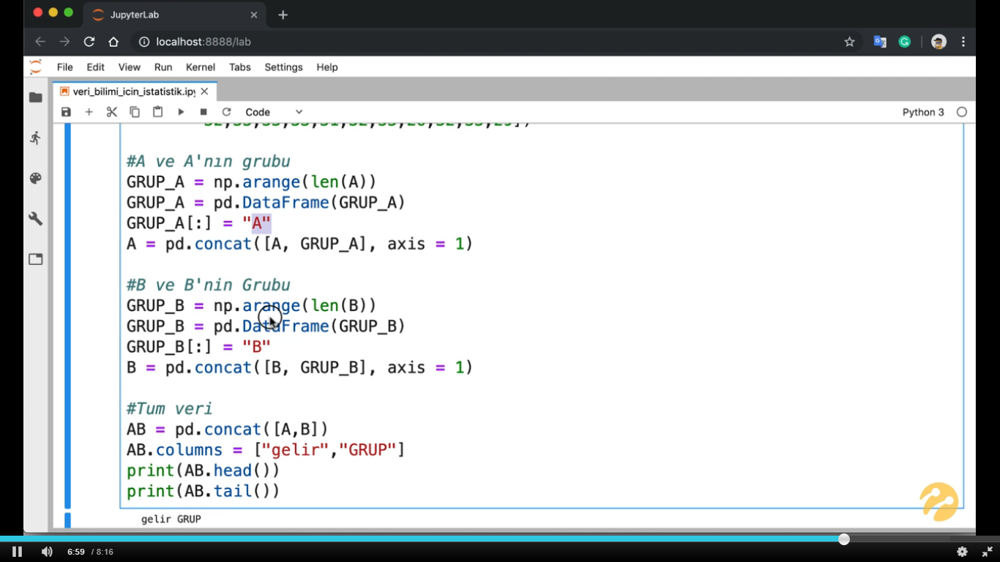 JupyterLab
localhost:8888/lab
File Edit View Run Kernel Tabs Settings Help
veri_bilimi_icin_istatistik.ipy
Code
Python 3
#A ve A'nın grubu
GRUP_A = np.arange(len(A))
GRUP_A = pd.DataFrame(GRUP_A)
GRUP_A[:] = "A"
A = pd.concat([A, GRUP_A], axis = 1)
#B ve B'nin Grubu
GRUP_B = np.arange(len(B))
GRUP_B = pd.DataFrame(GRUP_B)
GRUP_B[:] = "B"
B = pd.concat([B, GRUP_B], axis = 1)
#Tum veri
AB = pd.concat([A,B])
AB.columns = ["gelir","GRUP"]
print(AB.head())
print(AB.tail())
gelir GRUP
6:59 / 8:16